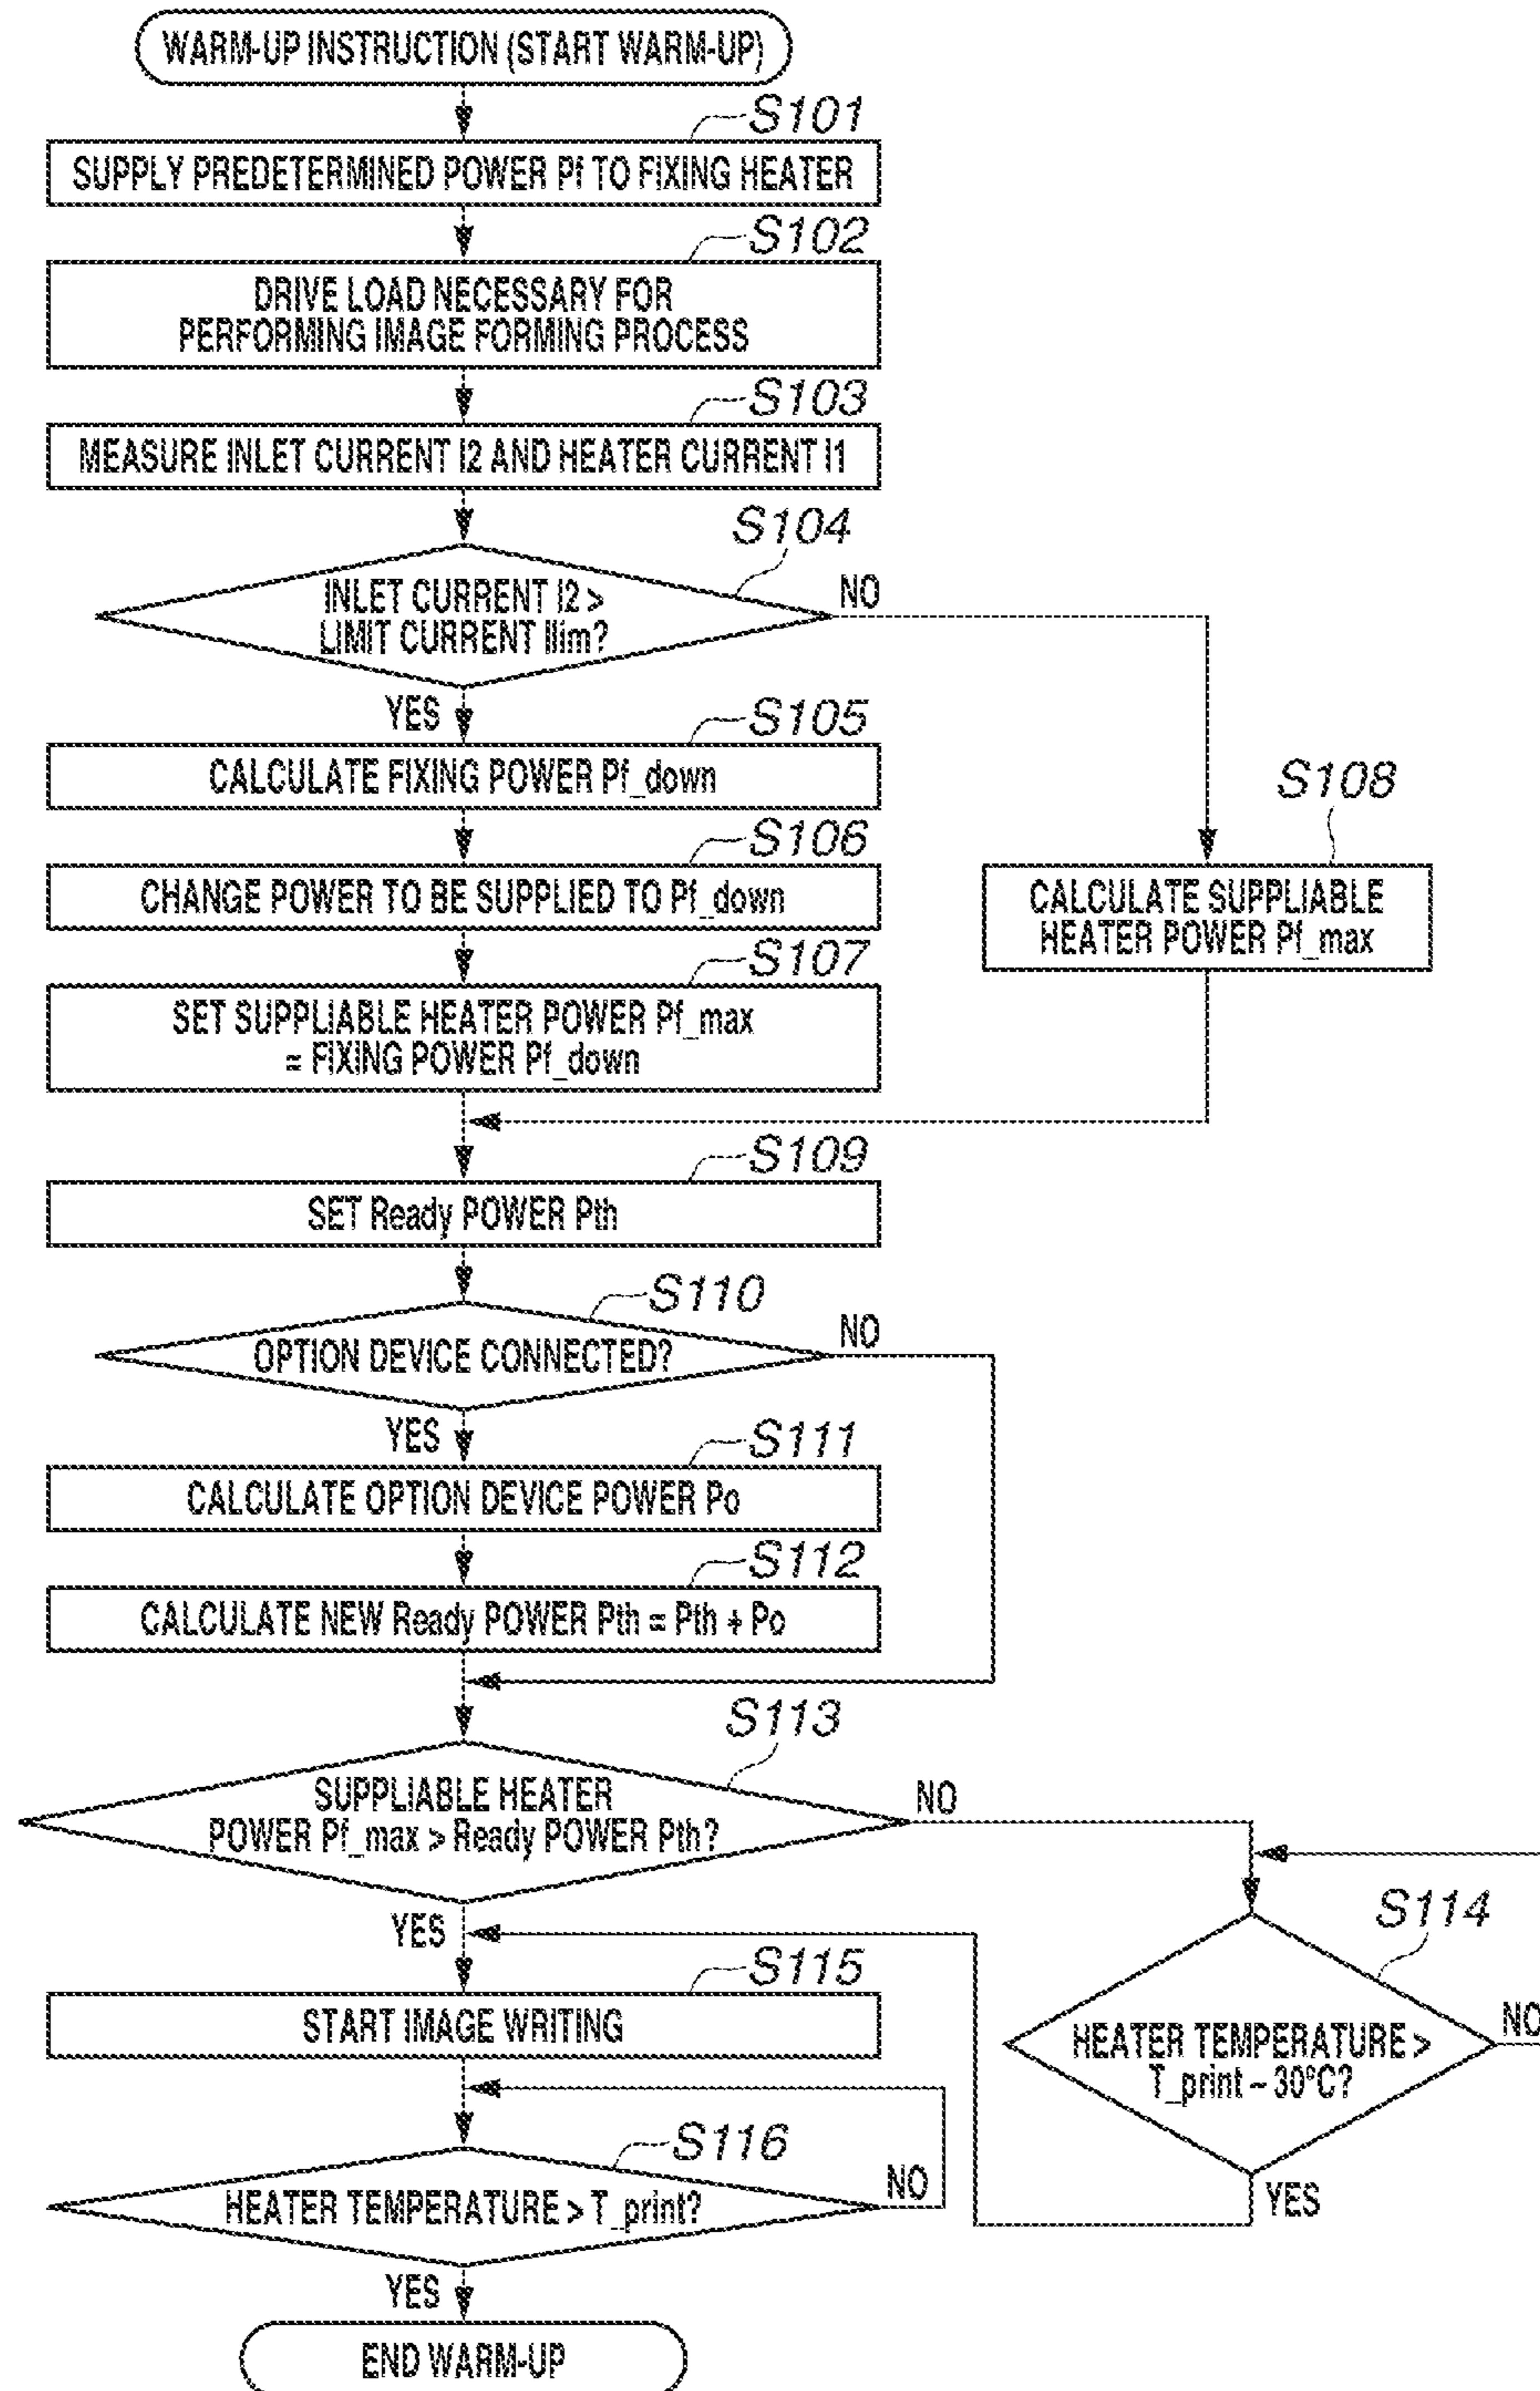 WARM-UP INSTRUCTION (START WARM-UP)
S101
SUPPLY PREDETERMINED POWER Pf TO FIXING HEATER
S102
DRIVE LOAD NECESSARY FOR
PERFORMING IMAGE FORMING PROCESS
S103
MEASURE INLET CURRENT I2 AND HEATER CURRENT I1
S104
INLET CURRENT I2 >
LIMIT CURRENT Ilim?
NO
YES
S105
CALCULATE FIXING POWER Pf_down
S106
CHANGE POWER TO BE SUPPLIED TO Pf_down
S107
SET SUPPLIABLE HEATER POWER Pf_max
= FIXING POWER Pf_down
S108
CALCULATE SUPPLIABLE
HEATER POWER Pf_max
S109
SET Ready POWER Pth
S110
OPTION DEVICE CONNECTED?
NO
YES
S111
CALCULATE OPTION DEVICE POWER Po
S112
CALCULATE NEW Ready POWER Pth = Pth + Po
S113
SUPPLIABLE HEATER
POWER Pf_max > Ready POWER Pth?
NO
YES
S114
HEATER TEMPERATURE >
T_print – 30°C?
NO
YES
S115
START IMAGE WRITING
S116
HEATER TEMPERATURE > T_print?
NO
YES
END WARM-UP